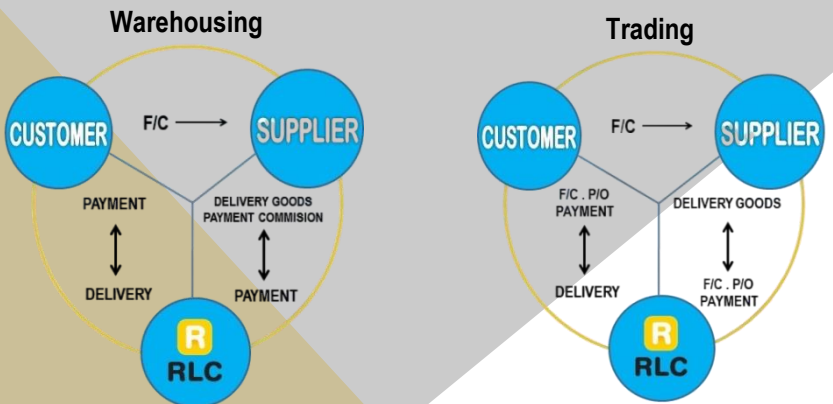 Warehousing
CUSTOMER
F/C
SUPPLIER
PAYMENT
DELIVERY
DELIVERY GOODS
PAYMENT COMMISION
PAYMENT
R
RLC
Trading
CUSTOMER
F/C
SUPPLIER
F/C . P/O
PAYMENT
DELIVERY
DELIVERY GOODS
F/C . P/O
PAYMENT
R
RLC